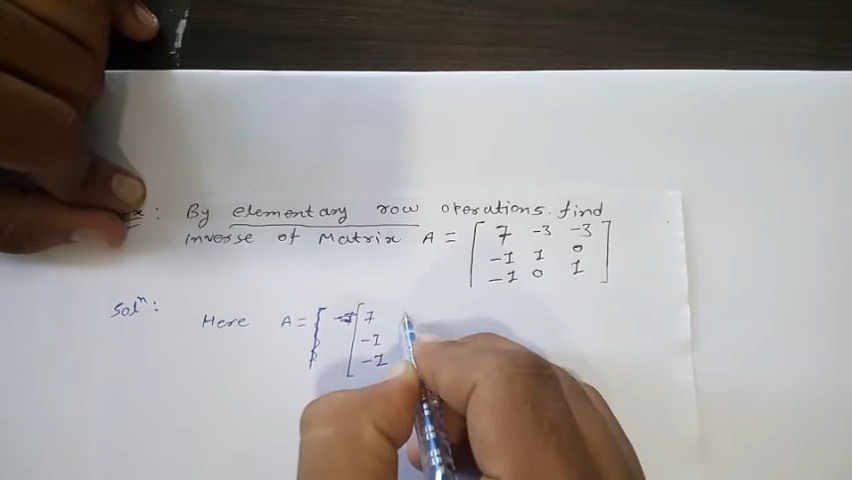 Ex: By elementary row operations. find
inverse of Matrix A = [ 7 -3 -3
-1 1 0
-1 0 1 ]
Solⁿ: Here A = [ 7
-1
-1